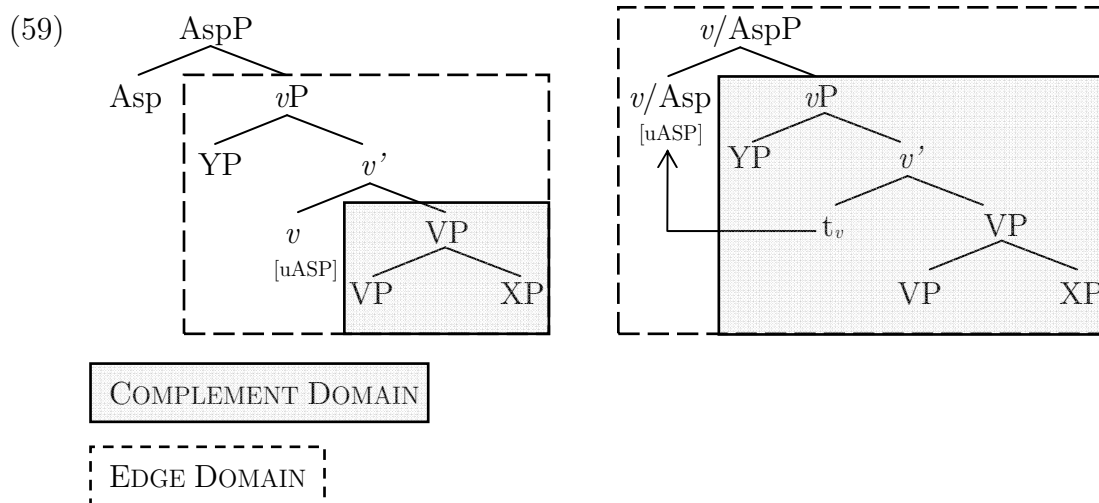 (59)
AspP
Asp
vP
YP
v'
v
[uASP]
VP
VP
XP
v/AspP
v/Asp
[uASP]
vP
YP
v'
tv
VP
VP
XP
COMPLEMENT DOMAIN
EDGE DOMAIN